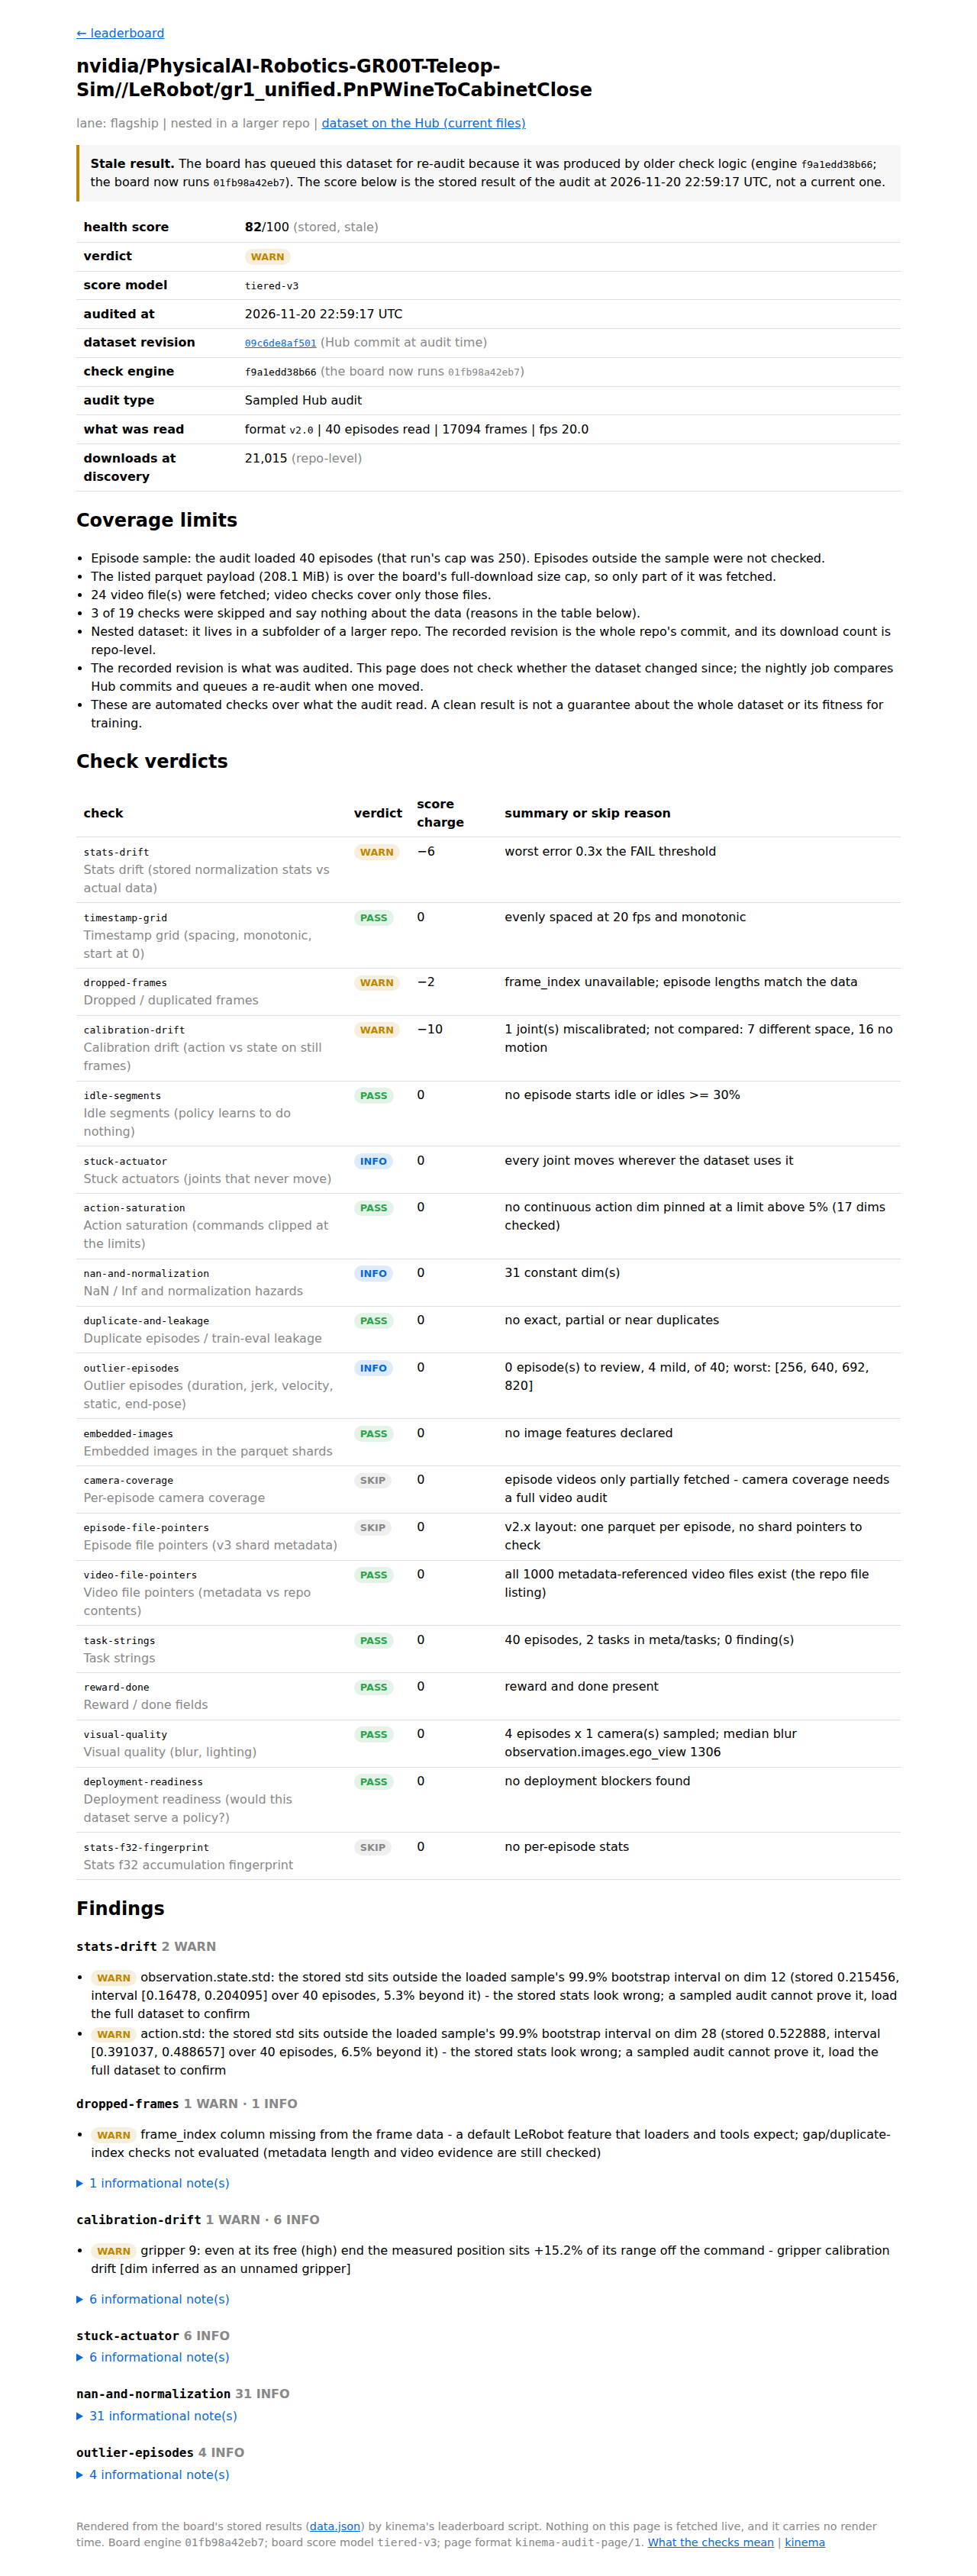 ← leaderboard
nvidia/PhysicalAI-Robotics-GR00T-Teleop-
Sim//LeRobot/gr1_unified.PnPWineToCabinetClose
lane: flagship | nested in a larger repo | dataset on the Hub (current files)
Stale result. The board has queued this dataset for re-audit because it was produced by older check logic (engine f9a1edd38b66;
the board now runs 01fb98a42eb7). The score below is the stored result of the audit at 2026-11-20 22:59:17 UTC, not a current one.
health score 82/100 (stored, stale)
verdict WARN
score model tiered-v3
audited at 2026-11-20 22:59:17 UTC
dataset revision 09c6de8af501 (Hub commit at audit time)
check engine f9a1edd38b66 (the board now runs 01fb98a42eb7)
audit type Sampled Hub audit
what was read format v2.0 | 40 episodes read | 17094 frames | fps 20.0
downloads at 21,015 (repo-level)
discovery
Coverage limits
• Episode sample: the audit loaded 40 episodes (that run's cap was 250). Episodes outside the sample were not checked.
• The listed parquet payload (208.1 MiB) is over the board's full-download size cap, so only part of it was fetched.
• 24 video file(s) were fetched; video checks cover only those files.
• 3 of 19 checks were skipped and say nothing about the data (reasons in the table below).
• Nested dataset: it lives in a subfolder of a larger repo. The recorded revision is the whole repo's commit, and its download count is
repo-level.
• The recorded revision is what was audited. This page does not check whether the dataset changed since; the nightly job compares
Hub commits and queues a re-audit when one moved.
• These are automated checks over what the audit read. A clean result is not a guarantee about the whole dataset or its fitness for
training.
Check verdicts
check verdict score charge summary or skip reason
stats-drift WARN −6 worst error 0.3x the FAIL threshold
Stats drift (stored normalization stats vs
actual data)
timestamp-grid PASS 0 evenly spaced at 20 fps and monotonic
Timestamp grid (spacing, monotonic,
start at 0)
dropped-frames WARN −2 frame_index unavailable; episode lengths match the data
Dropped / duplicated frames
calibration-drift WARN −10 1 joint(s) miscalibrated; not compared: 7 different space, 16 no
Calibration drift (action vs state on still motion
frames)
idle-segments PASS 0 no episode starts idle or idles >= 30%
Idle segments (policy learns to do
nothing)
stuck-actuator INFO 0 every joint moves wherever the dataset uses it
Stuck actuators (joints that never move)
action-saturation PASS 0 no continuous action dim pinned at a limit above 5% (17 dims
Action saturation (commands clipped at checked)
the limits)
nan-and-normalization INFO 0 31 constant dim(s)
NaN / Inf and normalization hazards
duplicate-and-leakage PASS 0 no exact, partial or near duplicates
Duplicate episodes / train-eval leakage
outlier-episodes INFO 0 0 episode(s) to review, 4 mild, of 40; worst: [256, 640, 692,
Outlier episodes (duration, jerk, velocity, 820]
static, end-pose)
embedded-images PASS 0 no image features declared
Embedded images in the parquet shards
camera-coverage SKIP 0 episode videos only partially fetched - camera coverage needs
Per-episode camera coverage a full video audit
episode-file-pointers SKIP 0 v2.x layout: one parquet per episode, no shard pointers to
Episode file pointers (v3 shard metadata) check
video-file-pointers PASS 0 all 1000 metadata-referenced video files exist (the repo file
Video file pointers (metadata vs repo listing)
contents)
task-strings PASS 0 40 episodes, 2 tasks in meta/tasks; 0 finding(s)
Task strings
reward-done PASS 0 reward and done present
Reward / done fields
visual-quality PASS 0 4 episodes x 1 camera(s) sampled; median blur
Visual quality (blur, lighting) observation.images.ego_view 1306
deployment-readiness PASS 0 no deployment blockers found
Deployment readiness (would this
dataset serve a policy?)
stats-f32-fingerprint SKIP 0 no per-episode stats
Stats f32 accumulation fingerprint
Findings
stats-drift 2 WARN
• WARN observation.state.std: the stored std sits outside the loaded sample's 99.9% bootstrap interval on dim 12 (stored 0.215456,
interval [0.16478, 0.204095] over 40 episodes, 5.3% beyond it) - the stored stats look wrong; a sampled audit cannot prove it, load
the full dataset to confirm
• WARN action.std: the stored std sits outside the loaded sample's 99.9% bootstrap interval on dim 28 (stored 0.522888, interval
[0.391037, 0.488657] over 40 episodes, 6.5% beyond it) - the stored stats look wrong; a sampled audit cannot prove it, load the
full dataset to confirm
dropped-frames 1 WARN · 1 INFO
• WARN frame_index column missing from the frame data - a default LeRobot feature that loaders and tools expect; gap/duplicate-
index checks not evaluated (metadata length and video evidence are still checked)
▶ 1 informational note(s)
calibration-drift 1 WARN · 6 INFO
• WARN gripper 9: even at its free (high) end the measured position sits +15.2% of its range off the command - gripper calibration
drift [dim inferred as an unnamed gripper]
▶ 6 informational note(s)
stuck-actuator 6 INFO
▶ 6 informational note(s)
nan-and-normalization 31 INFO
▶ 31 informational note(s)
outlier-episodes 4 INFO
▶ 4 informational note(s)
Rendered from the board's stored results (data.json) by kinema's leaderboard script. Nothing on this page is fetched live, and it carries no render
time. Board engine 01fb98a42eb7; board score model tiered-v3; page format kinema-audit-page/1. What the checks mean | kinema